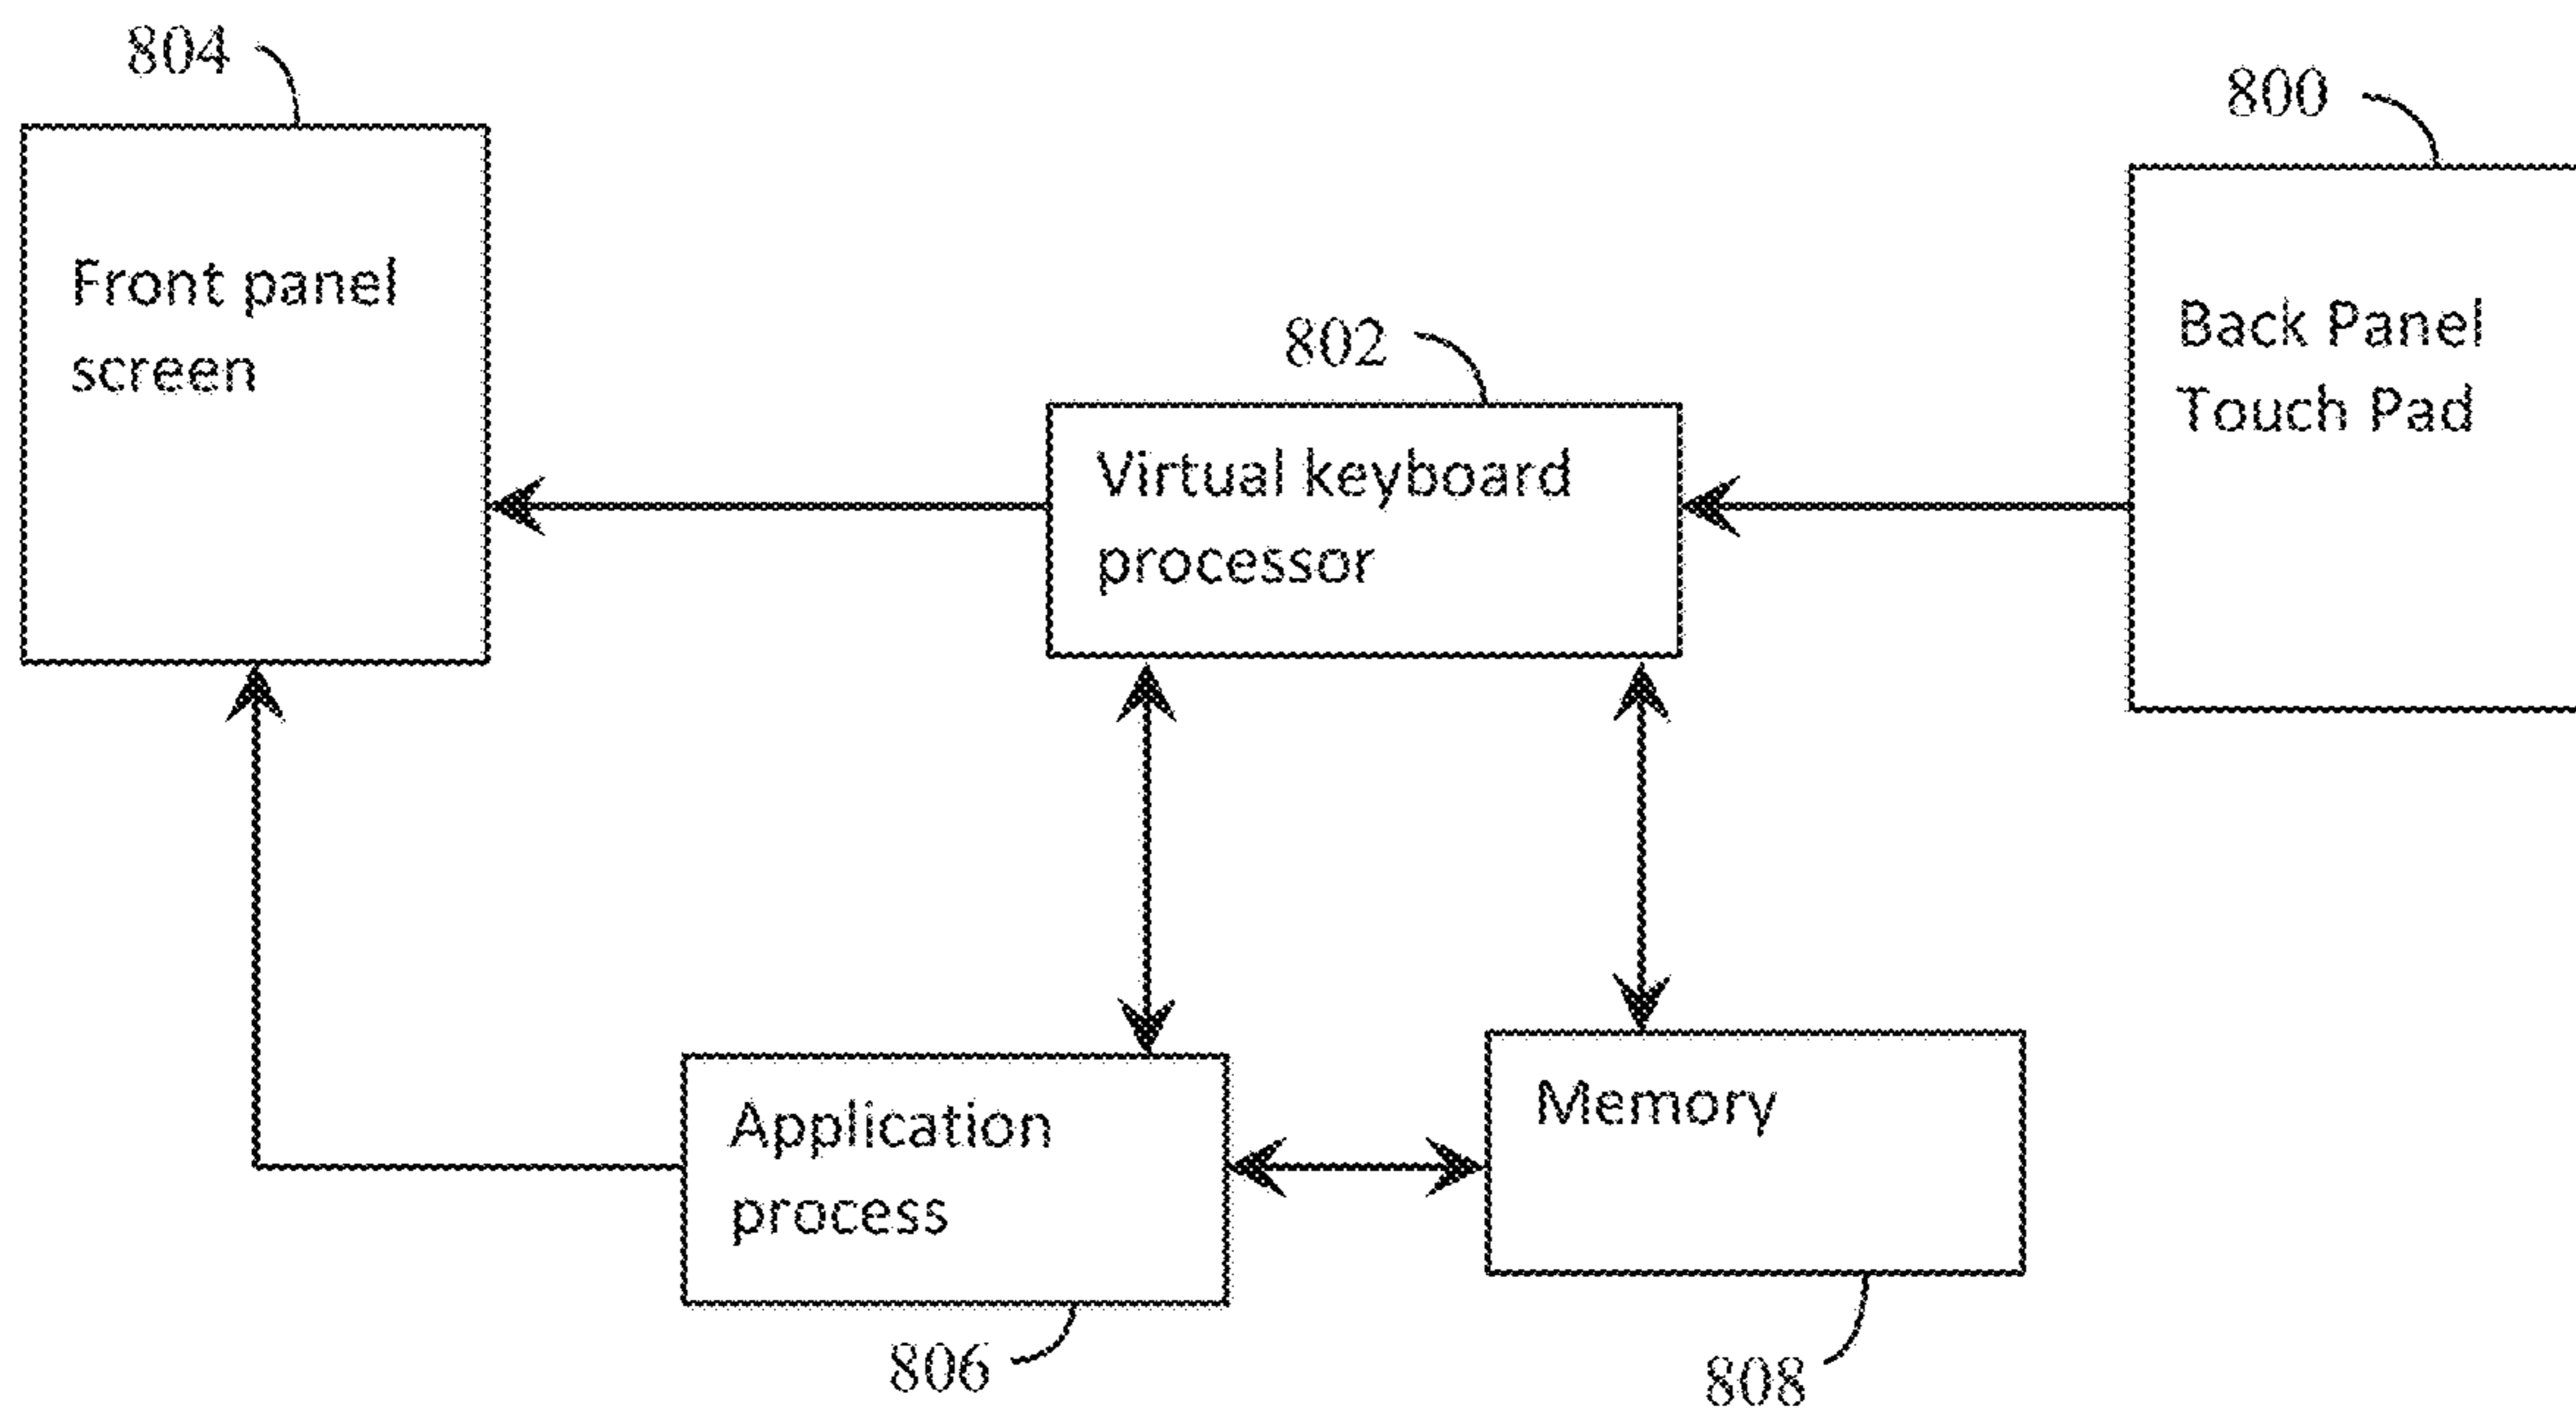 804
800
Front panel
screen
802
Back Panel
Touch Pad
Virtual keyboard
processor
Application
process
Memory
806
808